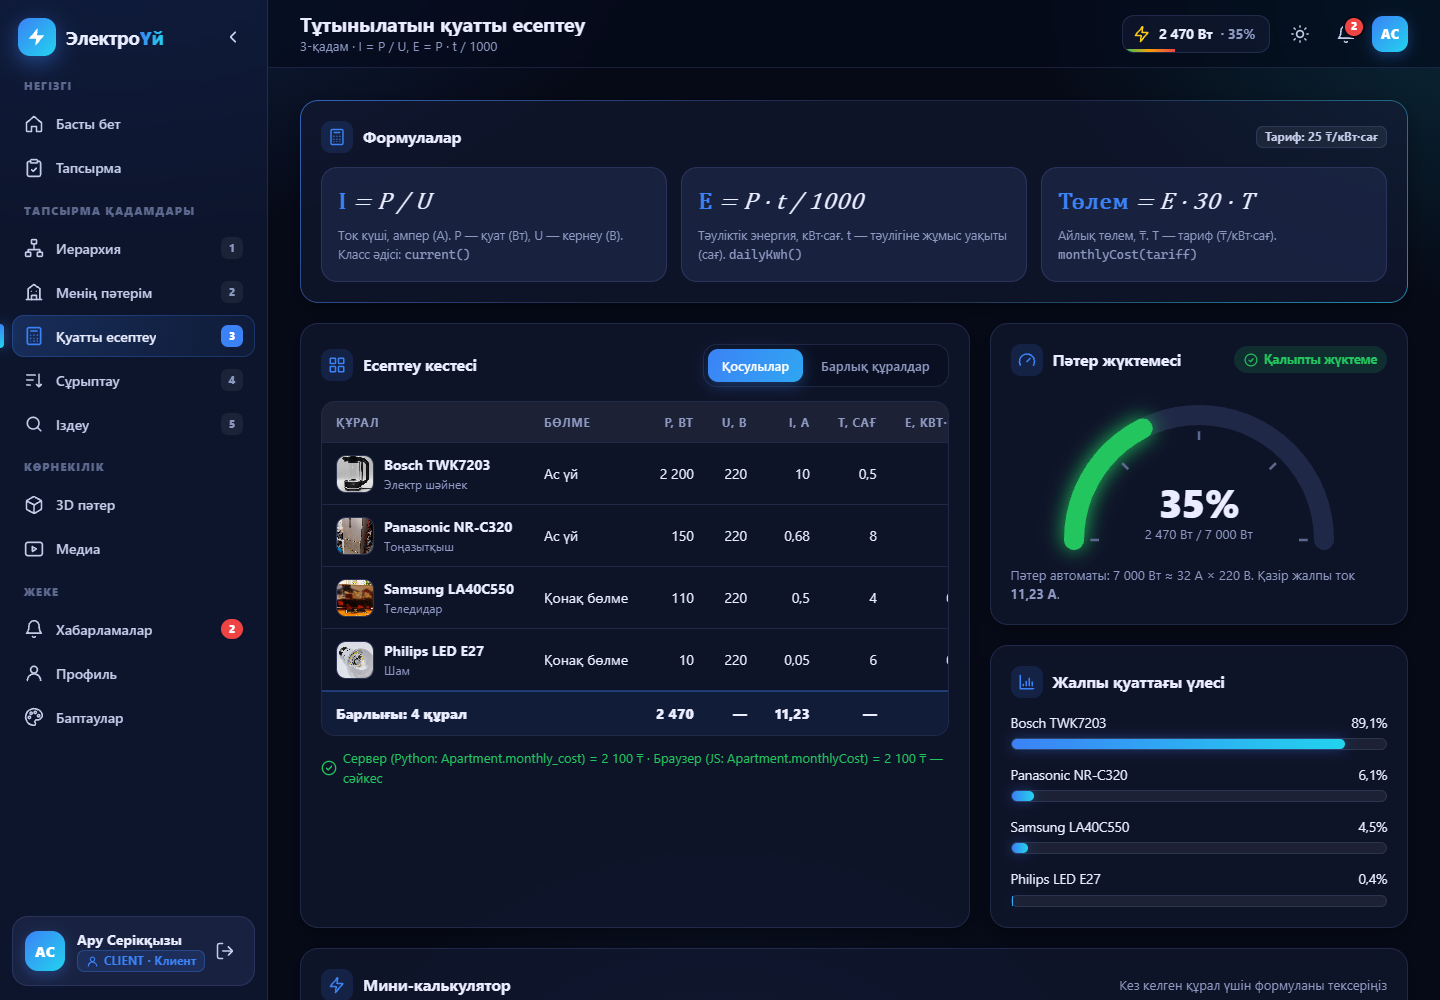 ЭлектроҮй
НЕГІЗГІ
Басты бет
Тапсырма
ТАПСЫРМА ҚАДАМДАРЫ
Иерархия 1
Менің пәтерім 2
Қуатты есептеу 3
Сұрыптау 4
Іздеу 5
КӨРНЕКІЛІК
3D пәтер
Медиа
ЖЕКЕ
Хабарламалар 2
Профиль
Баптаулар
АС
Ару Серікқызы
CLIENT · Клиент
Тұтынылатын қуатты есептеу
3-қадам · I = P / U, E = P · t / 1000
2 470 Вт · 35%
2
АС
Формулалар
Тариф: 25 ₸/кВт·сағ
I = P / U
Ток күші, ампер (А). P — қуат (Вт), U — кернеу (В).
Класс әдісі: current()
E = P · t / 1000
Тәуліктік энергия, кВт·сағ. t — тәулігіне жұмыс уақыты
(сағ). dailyKwh()
Төлем = E · 30 · T
Айлық төлем, ₸. T — тариф (₸/кВт·сағ).
monthlyCost(tariff)
Есептеу кестесі
Қосулылар
Барлық құралдар
ҚҰРАЛ БӨЛМЕ P, ВТ U, В I, А T, САҒ E, КВТ·
Bosch TWK7203
Электр шәйнек
Ас үй 2 200 220 10 0,5
Panasonic NR-C320
Тоңазытқыш
Ас үй 150 220 0,68 8
Samsung LA40C550
Теледидар
Қонақ бөлме 110 220 0,5 4
Philips LED E27
Шам
Қонақ бөлме 10 220 0,05 6
Барлығы: 4 құрал 2 470 — 11,23 —
Сервер (Python: Apartment.monthly_cost) = 2 100 ₸ · Браузер (JS: Apartment.monthlyCost) = 2 100 ₸ —
сәйкес
Пәтер жүктемесі
Қалыпты жүктеме
35%
2 470 Вт / 7 000 Вт
Пәтер автоматы: 7 000 Вт ≈ 32 А × 220 В. Қазір жалпы ток
11,23 А.
Жалпы қуаттағы үлесі
Bosch TWK7203 89,1%
Panasonic NR-C320 6,1%
Samsung LA40C550 4,5%
Philips LED E27 0,4%
Мини-калькулятор
Кез келген құрал үшін формуланы тексеріңіз